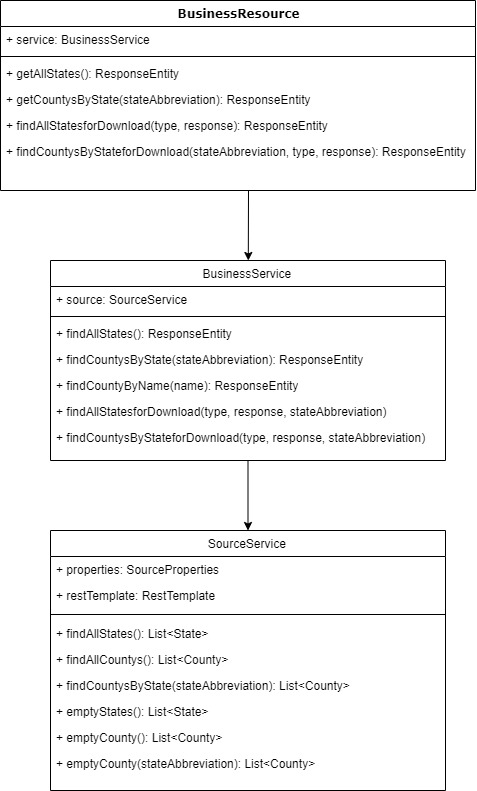 BusinessResource
+ service: BusinessService
+ getAllStates(): ResponseEntity
+ getCountysByState(stateAbbreviation): ResponseEntity
+ findAllStatesforDownload(type, response): ResponseEntity
+ findCountysByStateforDownload(stateAbbreviation, type, response): ResponseEntity
BusinessService
+ source: SourceService
+ findAllStates(): ResponseEntity
+ findCountysByState(stateAbbreviation): ResponseEntity
+ findCountyByName(name): ResponseEntity
+ findAllStatesforDownload(type, response, stateAbbreviation)
+ findCountysByStateforDownload(type, response, stateAbbreviation)
SourceService
+ properties: SourceProperties
+ restTemplate: RestTemplate
+ findAllStates(): List<State>
+ findAllCountys(): List<County>
+ findCountysByState(stateAbbreviation): List<County>
+ emptyStates(): List<State>
+ emptyCounty(): List<County>
+ emptyCounty(stateAbbreviation): List<County>